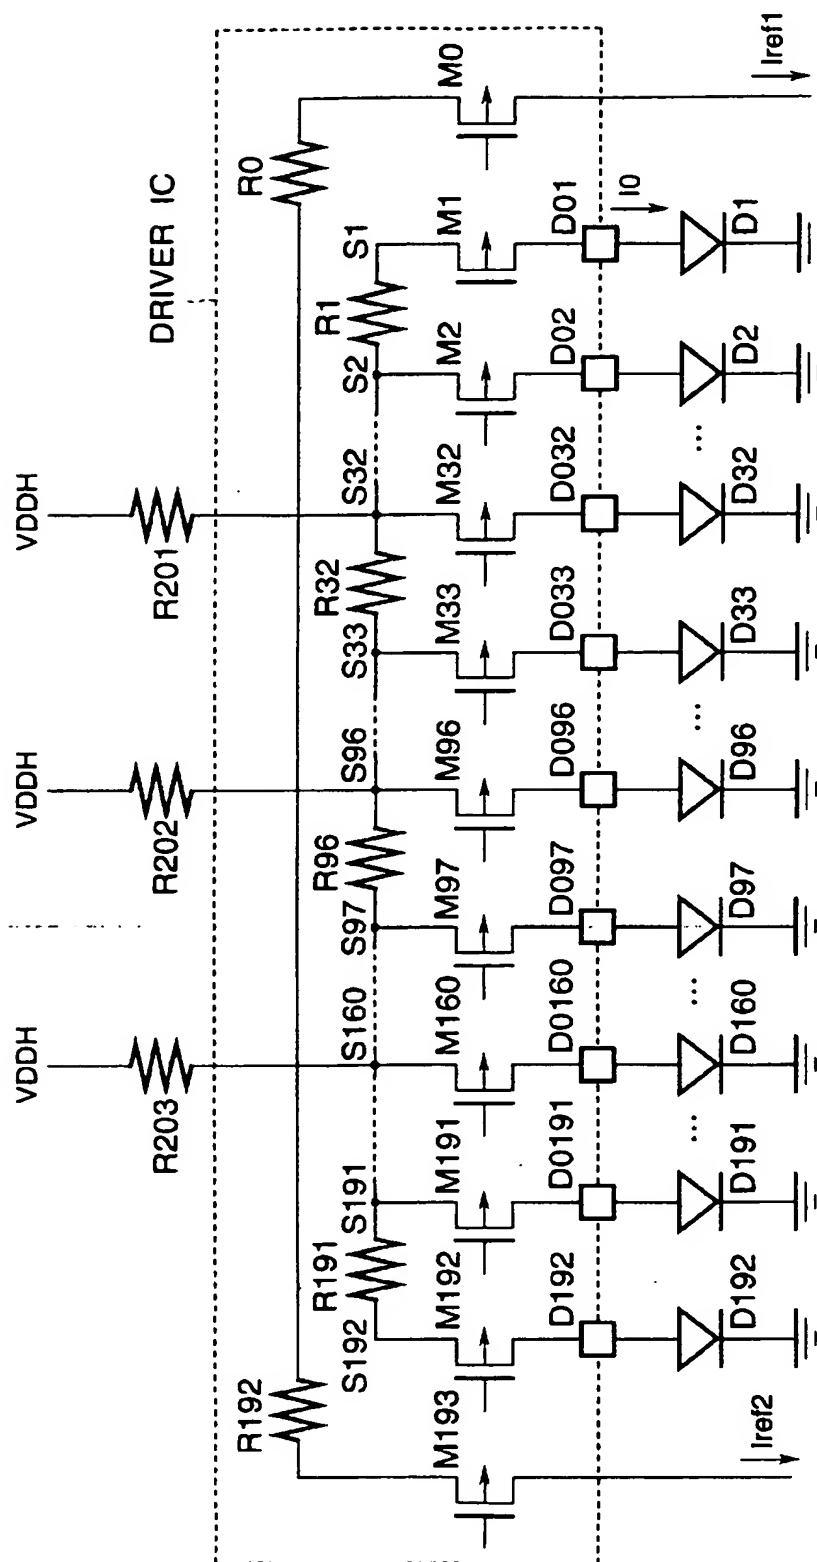 VDDH
VDDH
VDDH
R203
R202
R201
DRIVER IC
R192
R0
R191
R96
R32
R1
S192
S191
S160
S97
S96
S33
S32
S2
S1
M193
M192
M191
M160
M97
M96
M33
M32
M2
M1
M0
D192
D0191
D0160
D097
D096
D033
D032
D02
D01
I0
Iref2
D192
D191
...
D160
...
D97
D96
...
D33
D32
...
D2
D1
Iref1